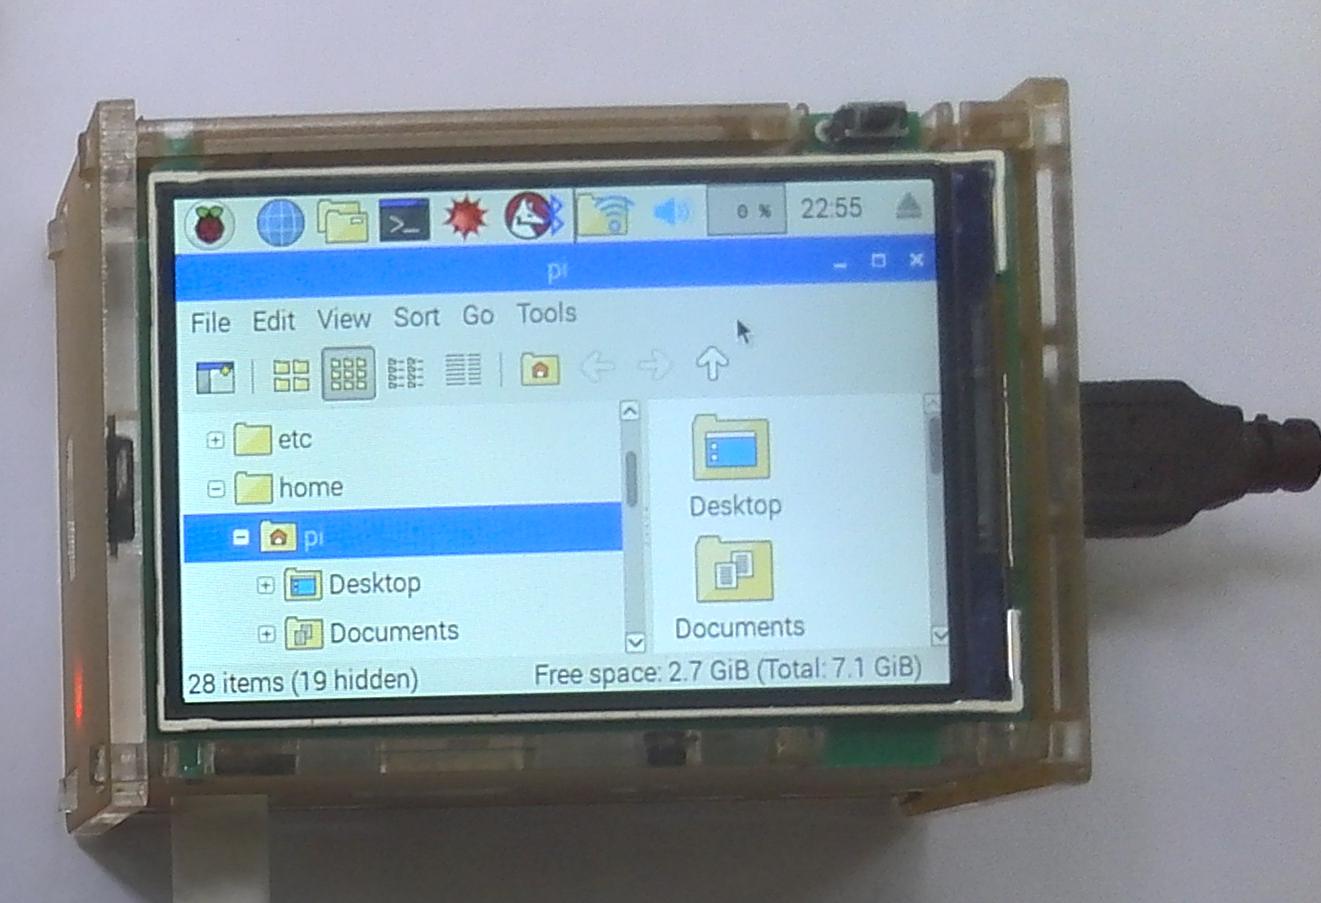 >_ 0 % 22:55
pi
File Edit View Sort Go Tools
etc
home
pi
Desktop
Documents
Desktop
Documents
28 items (19 hidden) Free space: 2.7 GiB (Total: 7.1 GiB)